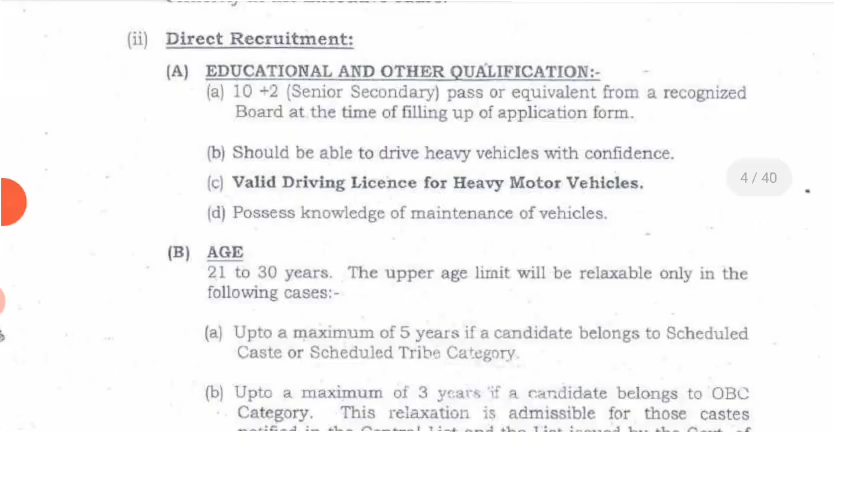 (ii) Direct Recruitment:
(A) EDUCATIONAL AND OTHER QUALIFICATION:-
(a) 10 +2 (Senior Secondary) pass or equivalent from a recognized
Board at the time of filling up of application form.
(b) Should be able to drive heavy vehicles with confidence.
(c) Valid Driving Licence for Heavy Motor Vehicles.
4 / 40
(d) Possess knowledge of maintenance of vehicles.
(B) AGE
21 to 30 years. The upper age limit will be relaxable only in the
following cases:-
(a) Upto a maximum of 5 years if a candidate belongs to Scheduled
Caste or Scheduled Tribe Category.
(b) Upto a maximum of 3 years if a candidate belongs to OBC
Category. This relaxation is admissible for those castes